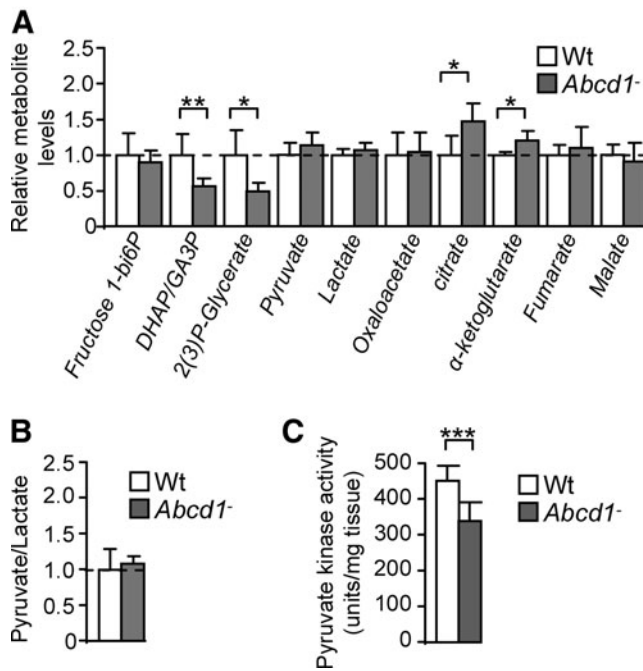 A
Relative metabolite
levels
2.5
2.0
1.5
1.0
0.5
0
**
*
*
*
Wt
Abcd1-
Fructose 1-bi6P
DHAP/GA3P
2(3)P-Glycerate
Pyruvate
Lactate
Oxaloacetate
citrate
α-ketoglutarate
Fumarate
Malate
B
Pyruvate/Lactate
2.5
2.0
1.5
1.0
0.5
0
Wt
Abcd1-
C
Pyruvate kinase activity
(units/mg tissue)
500
400
300
200
100
0
***
Wt
Abcd1-